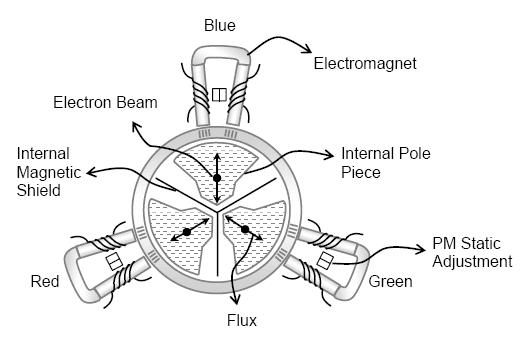 Blue
Electromagnet
Electron Beam
Internal
Magnetic
Shield
Internal Pole
Piece
PM Static
Adjustment
Red
Green
Flux